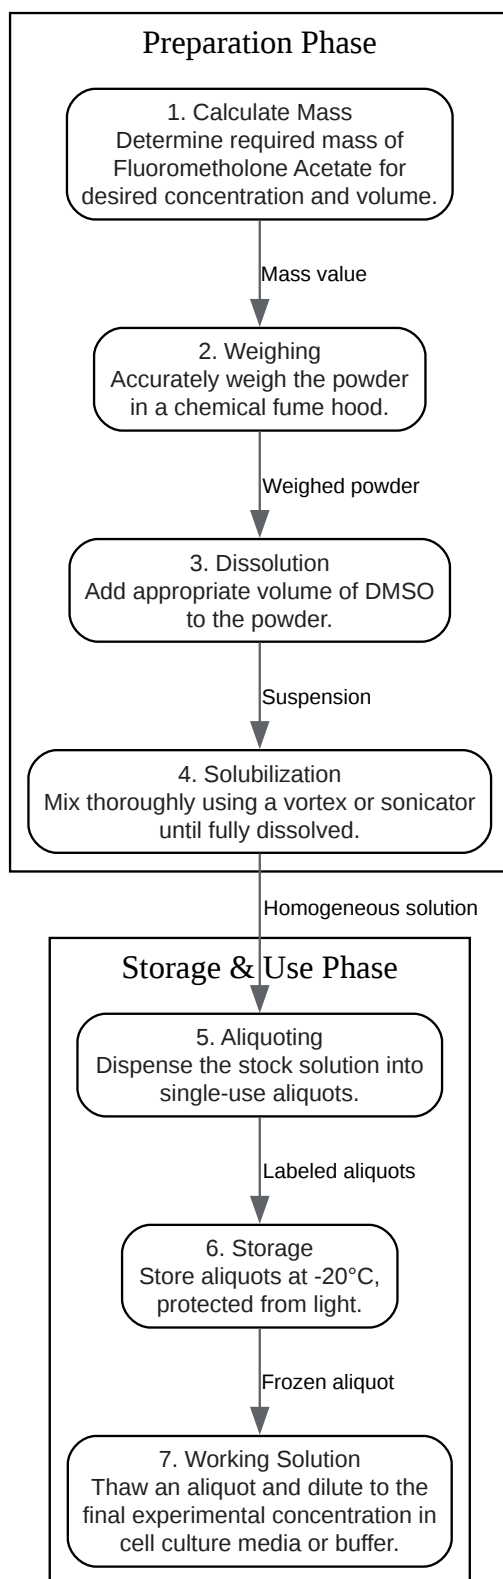 Preparation Phase
1. Calculate Mass
Determine required mass of
Fluorometholone Acetate for
desired concentration and volume.
Mass value
2. Weighing
Accurately weigh the powder
in a chemical fume hood.
Weighed powder
3. Dissolution
Add appropriate volume of DMSO
to the powder.
Suspension
4. Solubilization
Mix thoroughly using a vortex or sonicator
until fully dissolved.
Homogeneous solution
Storage & Use Phase
5. Aliquoting
Dispense the stock solution into
single-use aliquots.
Labeled aliquots
6. Storage
Store aliquots at -20°C,
protected from light.
Frozen aliquot
7. Working Solution
Thaw an aliquot and dilute to the
final experimental concentration in
cell culture media or buffer.